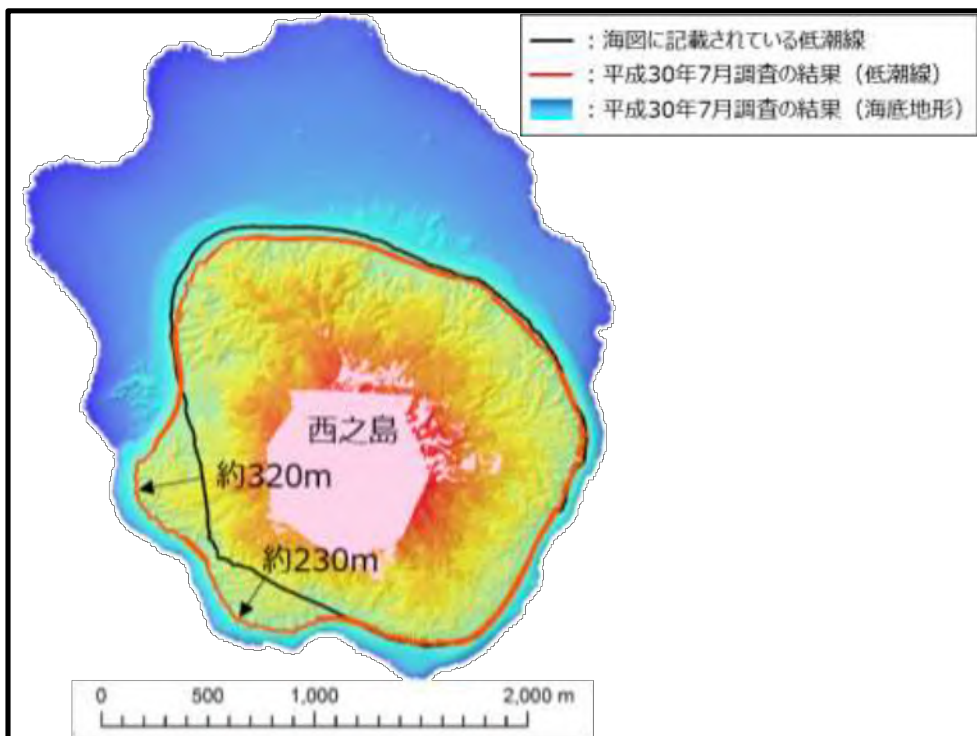 ：海図に記載されている低潮線
：平成30年7月調査の結果（低潮線）
：平成30年7月調査の結果（海底地形）
西之島
約320m
約230m
0 500 1,000 2,000 m